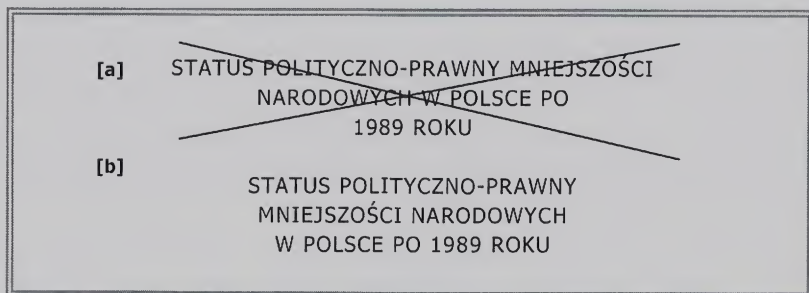 [a] STATUS POLITYCZNO-PRAWNY MNIEJSZOŚCI
NARODOWYCH W POLSCE PO
1989 ROKU
[b]
STATUS POLITYCZNO-PRAWNY
MNIEJSZOŚCI NARODOWYCH
W POLSCE PO 1989 ROKU